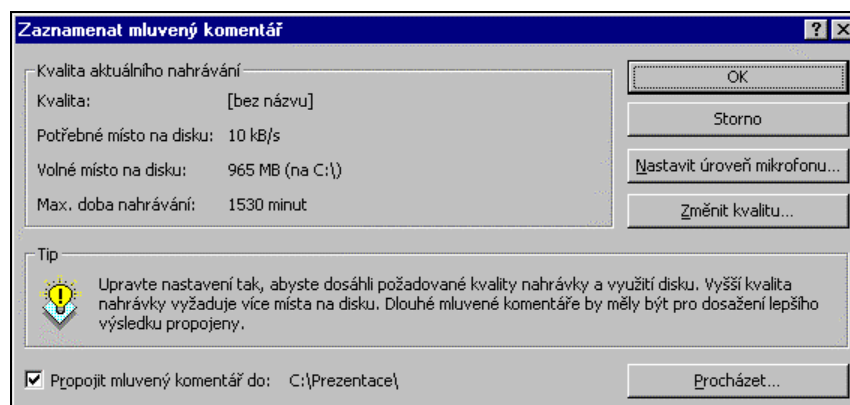 Zaznamenat mluvený komentář
Kvalita aktuálního nahrávání
Kvalita: [bez názvu]
Potřebné místo na disku: 10 kB/s
Volné místo na disku: 965 MB (na C:\)
Max. doba nahrávání: 1530 minut
OK
Storno
Nastavit úroveň mikrofonu...
Změnit kvalitu...
Tip
Upravte nastavení tak, abyste dosáhli požadované kvality nahrávky a využití disku. Vyšší kvalita
nahrávky vyžaduje více místa na disku. Dlouhé mluvené komentáře by měly být pro dosažení lepšího
výsledku propojeny.
Propojit mluvený komentář do: C:\Prezentace\
Procházet...